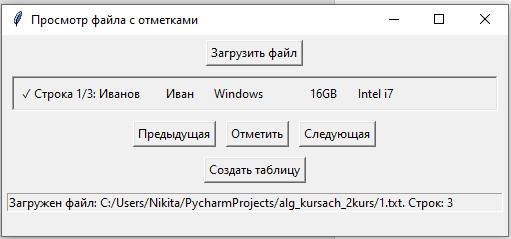 Просмотр файла с отметками
Загрузить файл
✓ Строка 1/3: Иванов Иван Windows 16GB Intel i7
Предыдущая Отметить Следующая
Создать таблицу
Загружен файл: C:/Users/Nikita/PycharmProjects/alg_kursach_2kurs/1.txt. Строк: 3